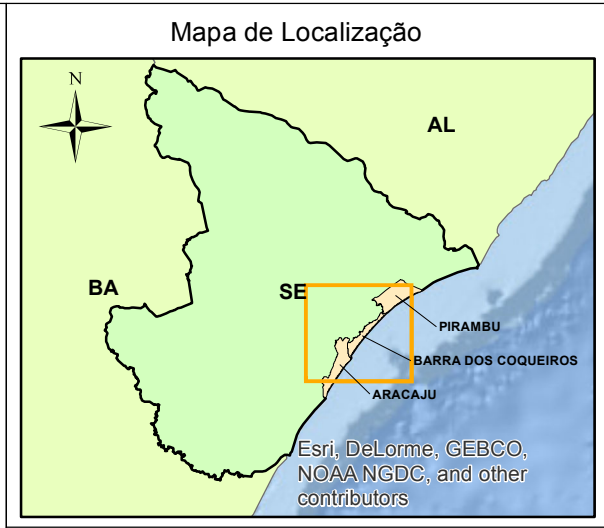 Mapa de Localização
N
AL
BA
SE
PIRAMBU
BARRA DOS COQUEIROS
ARACAJU
Esri, DeLorme, GEBCO,
NOAA NGDC, and other
contributors